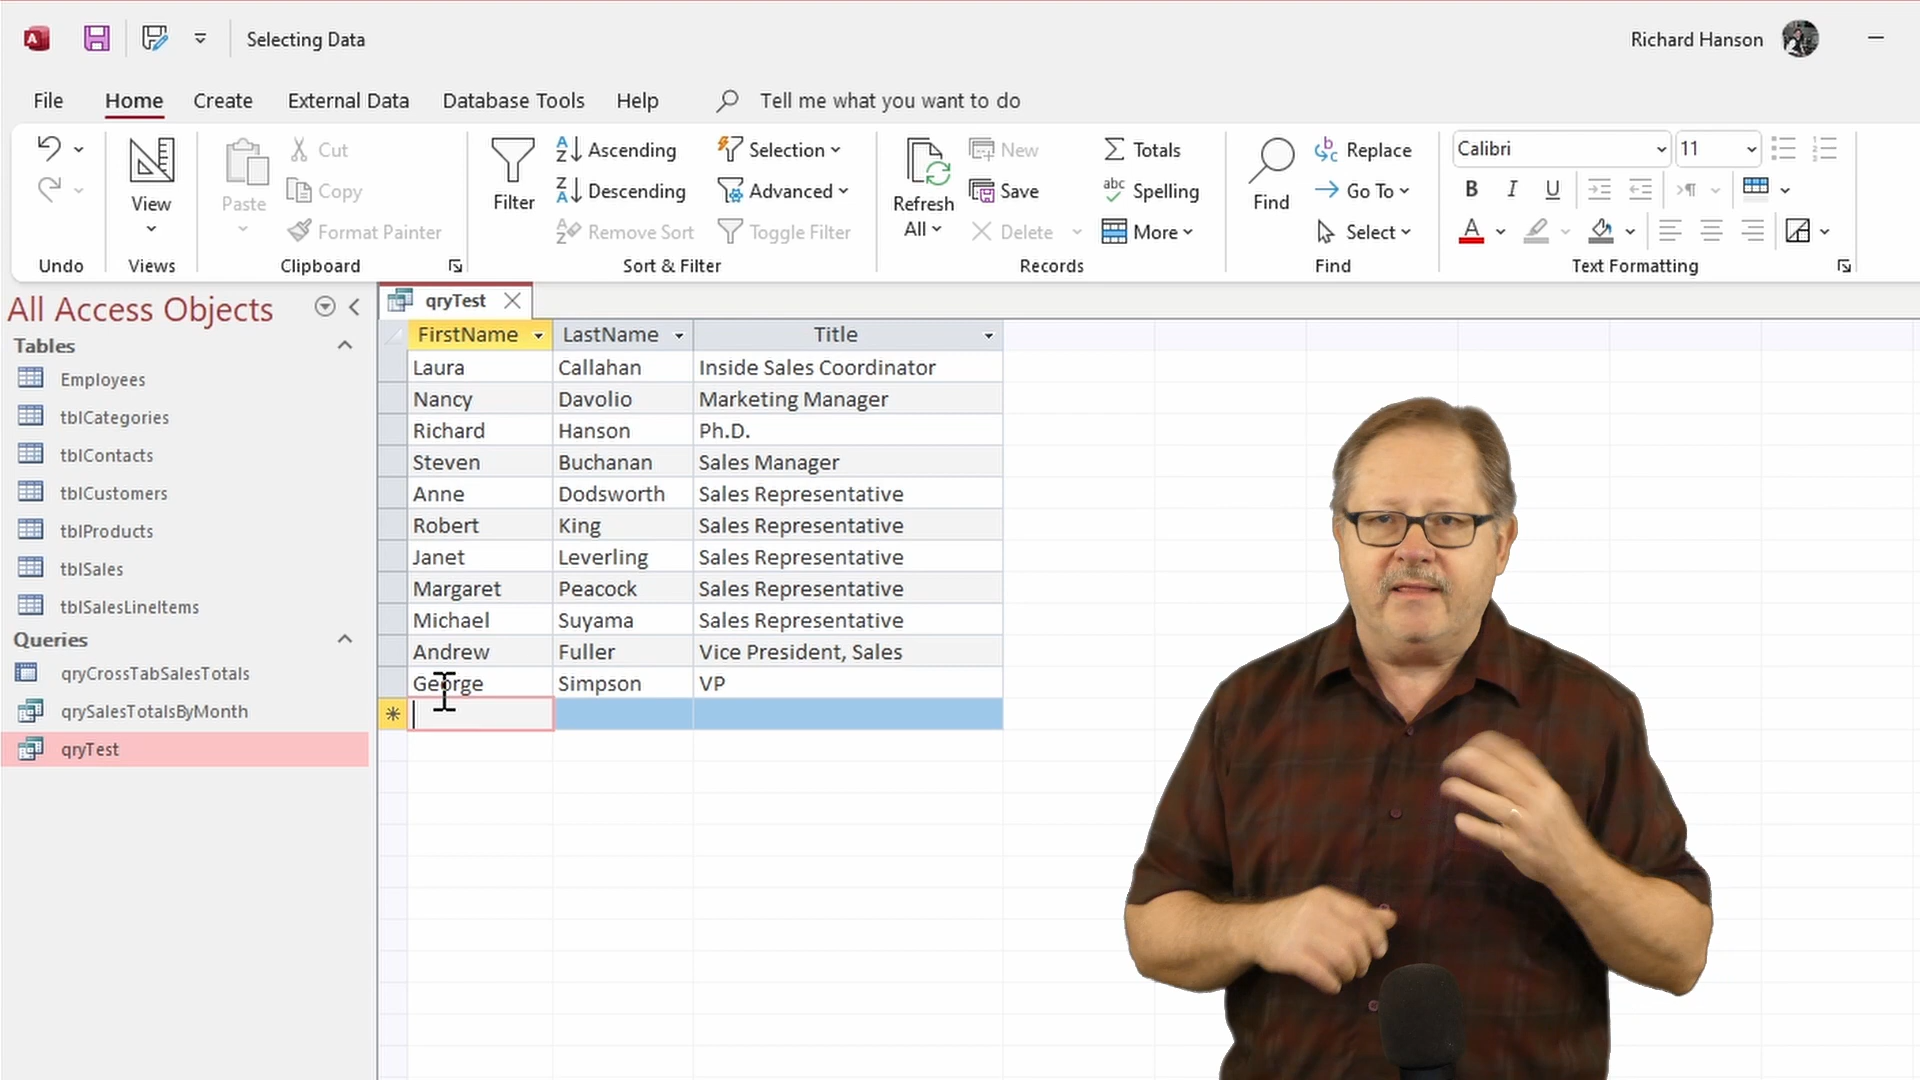 Selecting Data
Richard Hanson
File Home Create External Data Database Tools Help Tell me what you want to do
Undo
View
Views
Paste
Cut
Copy
Format Painter
Clipboard
Filter
Ascending
Descending
Remove Sort
Selection
Advanced
Toggle Filter
Sort & Filter
Refresh
All
New
Save
Delete
Totals
Spelling
More
Records
Find
Replace
Go To
Select
Find
Calibri 11
B I U
A
Text Formatting
All Access Objects
Tables
Employees
tblCategories
tblContacts
tblCustomers
tblProducts
tblSales
tblSalesLineItems
Queries
qryCrossTabSalesTotals
qrySalesTotalsByMonth
qryTest
qryTest
FirstName LastName Title
Laura Callahan Inside Sales Coordinator
Nancy Davolio Marketing Manager
Richard Hanson Ph.D.
Steven Buchanan Sales Manager
Anne Dodsworth Sales Representative
Robert King Sales Representative
Janet Leverling Sales Representative
Margaret Peacock Sales Representative
Michael Suyama Sales Representative
Andrew Fuller Vice President, Sales
George Simpson VP